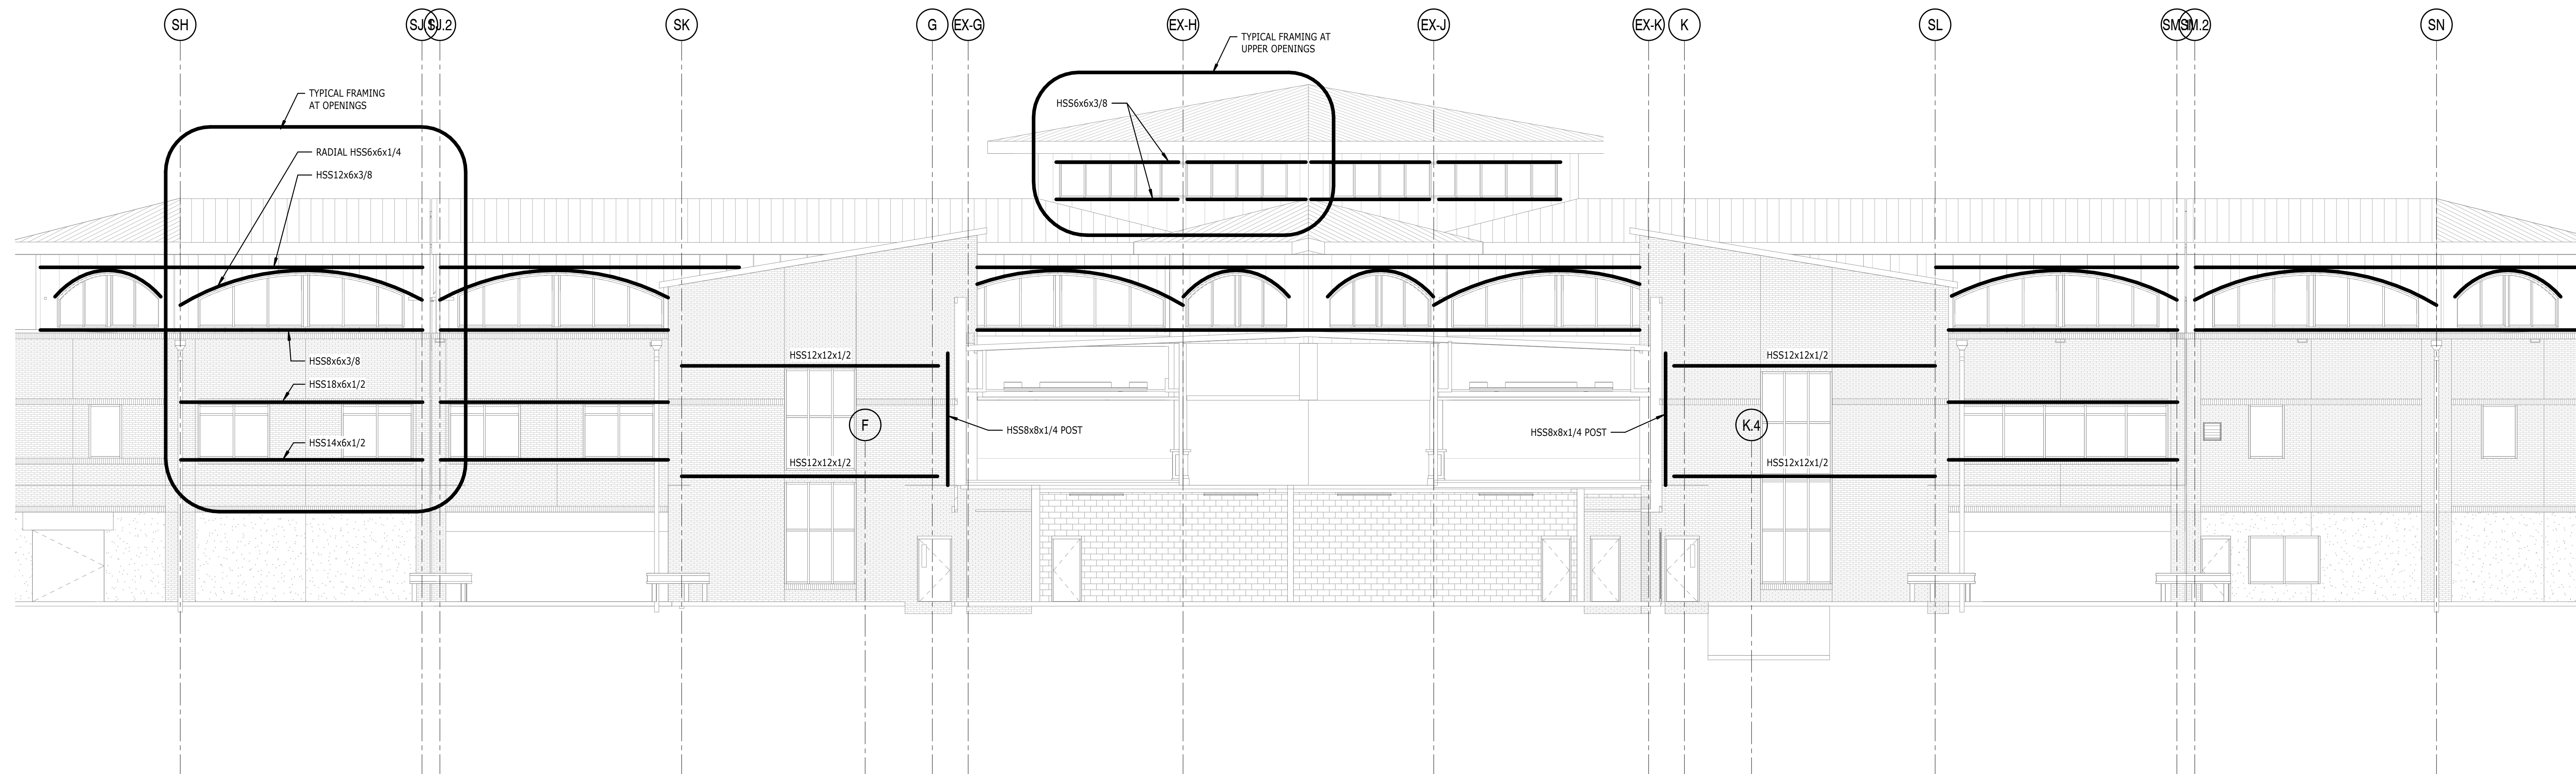 SH
SJ.2
SK
G
EX-G
EX-H
EX-J
EX-K
K
SL
SM.2
SN
TYPICAL FRAMING AT
UPPER OPENINGS
TYPICAL FRAMING
AT OPENINGS
HSS6x6x3/8
RADIAL HSS6x6x1/4
HSS12x6x3/8
HSS12x12x1/2
HSS12x12x1/2
HSS8x6x3/8
HSS18x6x1/2
F
K.4
HSS8x8x1/4 POST
HSS8x8x1/4 POST
HSS14x6x1/2
HSS12x12x1/2
HSS12x12x1/2